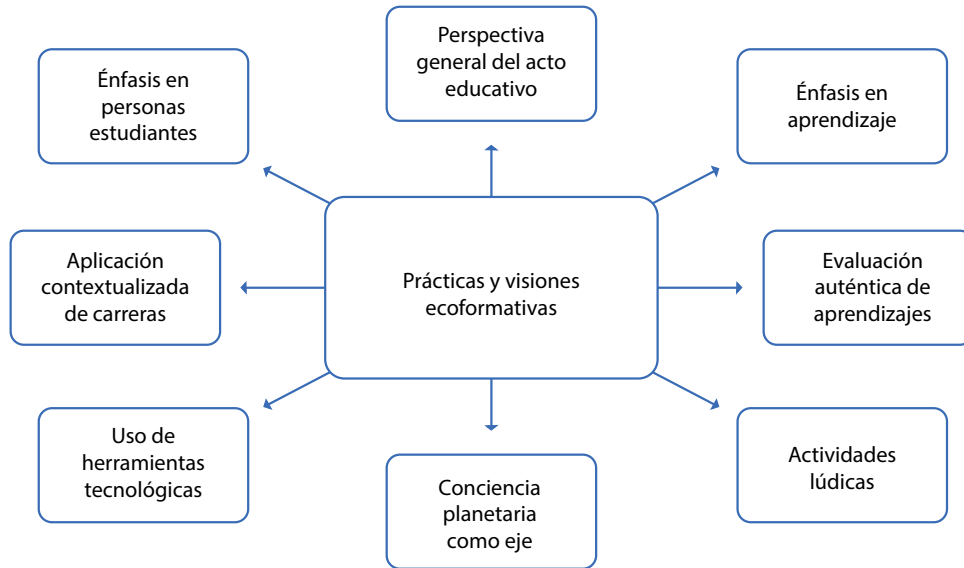 Perspectiva
general del acto
educativo
Énfasis en
personas
estudiantes
Énfasis en
aprendizaje
Aplicación
contextualizada
de carreras
Prácticas y visiones
ecoformativas
Evaluación
auténtica de
aprendizajes
Uso de
herramientas
tecnológicas
Conciencia
planetaria
como eje
Actividades
lúdicas